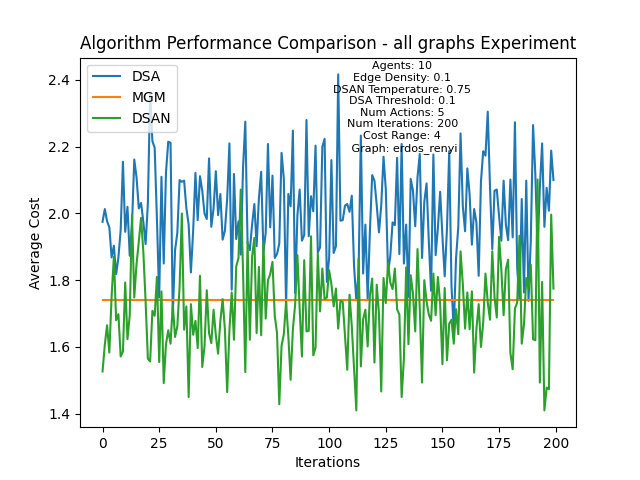 Algorithm Performance Comparison - all graphs Experiment
DSA
MGM
DSAN
Agents: 10
Edge Density: 0.1
DSAN Temperature: 0.75
DSA Threshold: 0.1
Num Actions: 5
Num Iterations: 200
Cost Range: 4
Graph: erdos_renyi
Average Cost
2.4
2.2
2.0
1.8
1.6
1.4
0 25 50 75 100 125 150 175 200
Iterations